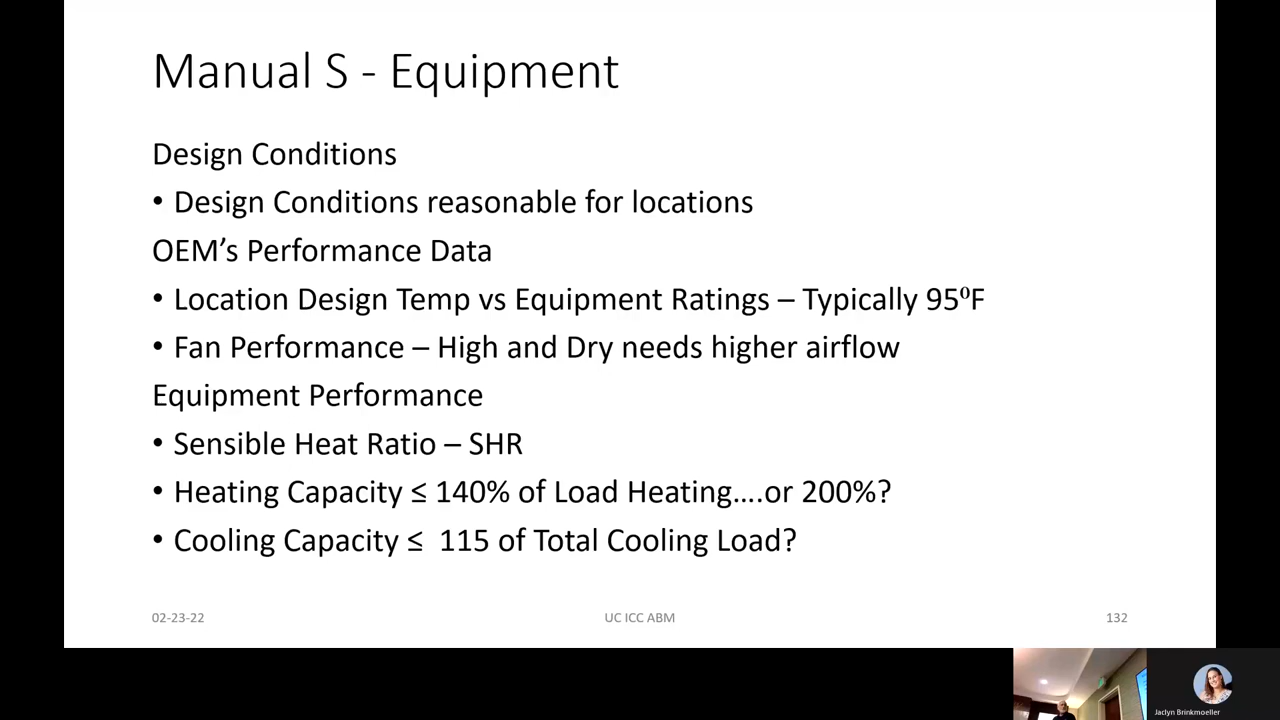 Manual S - Equipment
Design Conditions
• Design Conditions reasonable for locations
OEM’s Performance Data
• Location Design Temp vs Equipment Ratings – Typically 95⁰F
• Fan Performance – High and Dry needs higher airflow
Equipment Performance
• Sensible Heat Ratio – SHR
• Heating Capacity ≤ 140% of Load Heating….or 200%?
• Cooling Capacity ≤ 115 of Total Cooling Load?
02-23-22 UC ICC ABM 132
Jaclyn Brinkmoeller